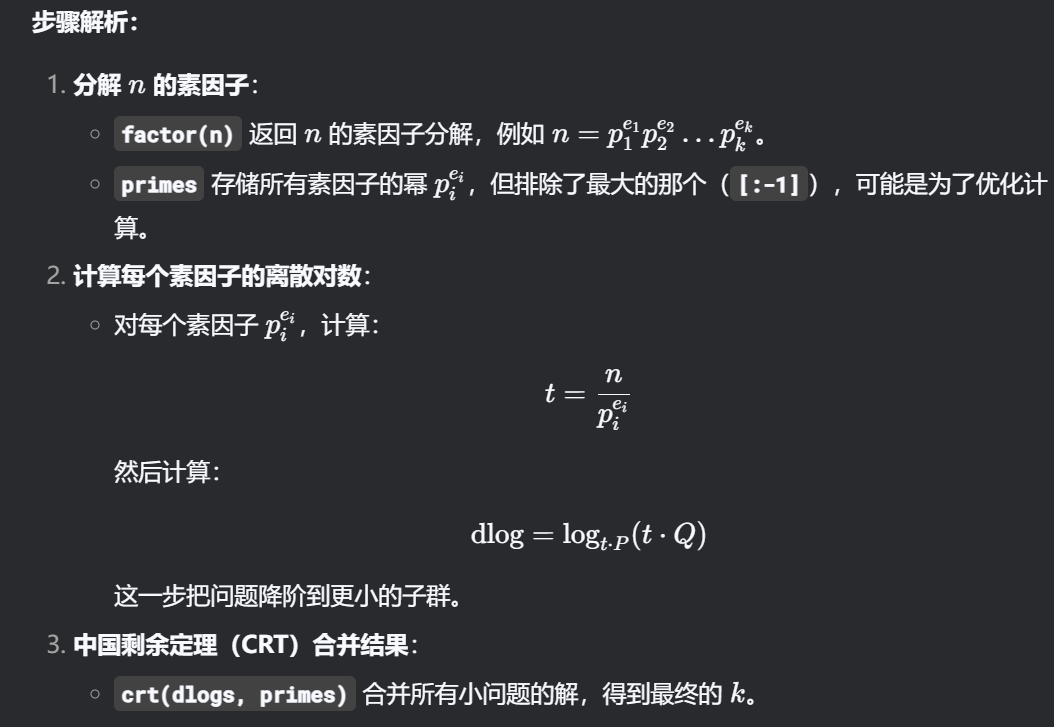 步骤解析：
1. 分解 n 的素因子：
factor(n) 返回 n 的素因子分解，例如 n = p_1^{e_1} p_2^{e_2} … p_k^{e_k}。
primes 存储所有素因子的幂 p_i^{e_i}，但排除了最大的那个（[:-1]），可能是为了优化计
算。
2. 计算每个素因子的离散对数：
对每个素因子 p_i^{e_i}，计算：
t = \frac{n}{p_i^{e_i}}
然后计算：
dlog = log_{t·P}(t · Q)
这一步把问题降阶到更小的子群。
3. 中国剩余定理（CRT）合并结果：
crt(dlogs, primes) 合并所有小问题的解，得到最终的 k。